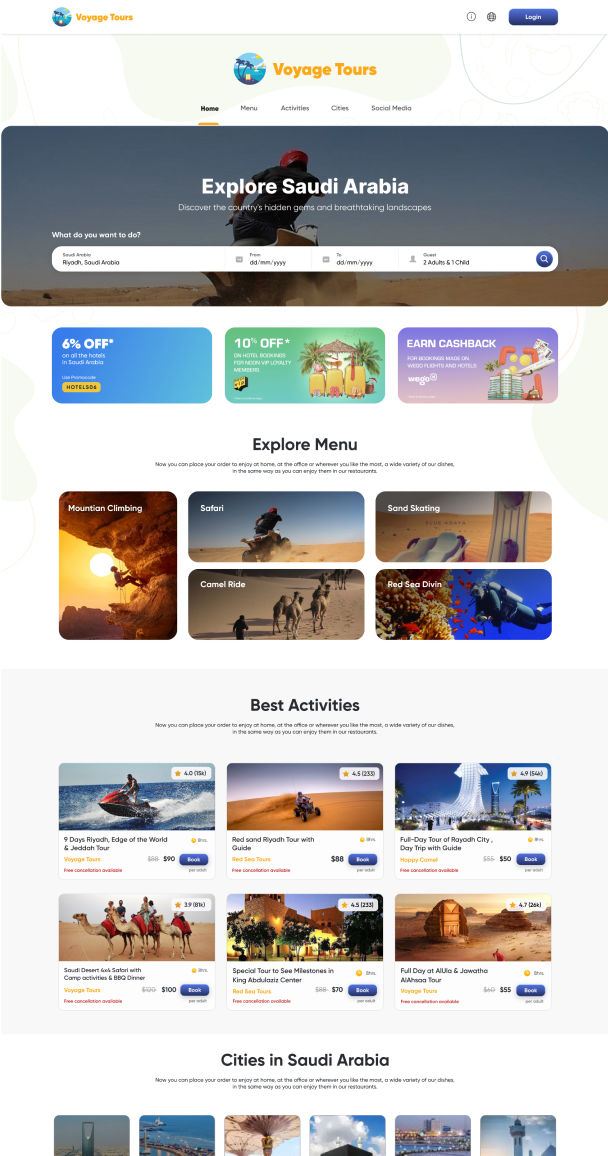 Voyage Tours
Login
Voyage Tours
Home Menu Activities Cities Social Media
Explore Saudi Arabia
Discover the country's hidden gems and breathtaking landscapes
What do you want to do?
Saudi Arabia From To Guest
Riyadh, Saudi Arabia dd/mm/yyyy dd/mm/yyyy 2 Adults & 1 Child
6% OFF*
on all the hotels
in Saudi Arabia
Use Promocode
HOTELS06
10% OFF*
ON HOTEL BOOKINGS
FOR NOON VIP LOYALTY
MEMBERS
VIP
EARN CASHBACK
FOR BOOKINGS MADE ON
WEGO FLIGHTS AND HOTELS
wego
Explore Menu
Now you can place your order to enjoy at home, at the office or wherever you like the most, a wide variety of our dishes,
in the same way as you can enjoy them in our restaurants.
Mountian Climbing
Safari
Sand Skating
Camel Ride
Red Sea Divin
Best Activities
Now you can place your order to enjoy at home, at the office or wherever you like the most, a wide variety of our dishes,
in the same way as you can enjoy them in our restaurants.
4.0 (15k)
9 Days Riyadh, Edge of the World
& Jeddah Tour
8hrs.
Voyage Tours $88 $90 Book
Free cancellation available per adult
4.5 (233)
Red sand Riyadh Tour with
Guide
8hrs.
Red Sea Tours $88 Book
Free cancellation available per adult
4.9 (54k)
Full-Day Tour of Rayadh City ,
Day Trip with Guide
8hrs.
Happy Camel $55 $50 Book
Free cancellation available per adult
3.9 (81k)
Saudi Desert 4x4 Safari with
Camp activities & BBQ Dinner
8hrs.
Voyage Tours $120 $100 Book
Free cancellation available per adult
4.5 (233)
Special Tour to See Milestones in
King Abdulaziz Center
8hrs.
Red Sea Tours $88 $70 Book
Free cancellation available per adult
4.7 (26k)
Full Day at AlUla & Jawatha
AlAhsaa Tour
8hrs.
Voyage Tours $60 $55 Book
Free cancellation available per adult
Cities in Saudi Arabia
Now you can place your order to enjoy at home, at the office or wherever you like the most, a wide variety of our dishes,
in the same way as you can enjoy them in our restaurants.